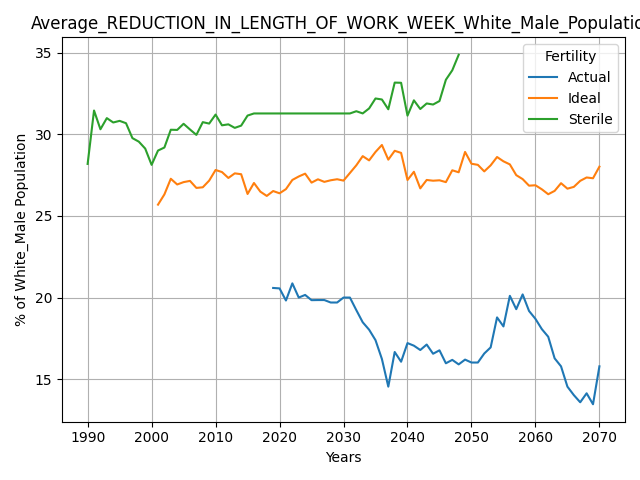 Average_REDUCTION_IN_LENGTH_OF_WORK_WEEK_White_Male_Populatio
35
30
25
20
15
% of White_Male Population
Fertility
Actual
Ideal
Sterile
1990 2000 2010 2020 2030 2040 2050 2060 2070
Years